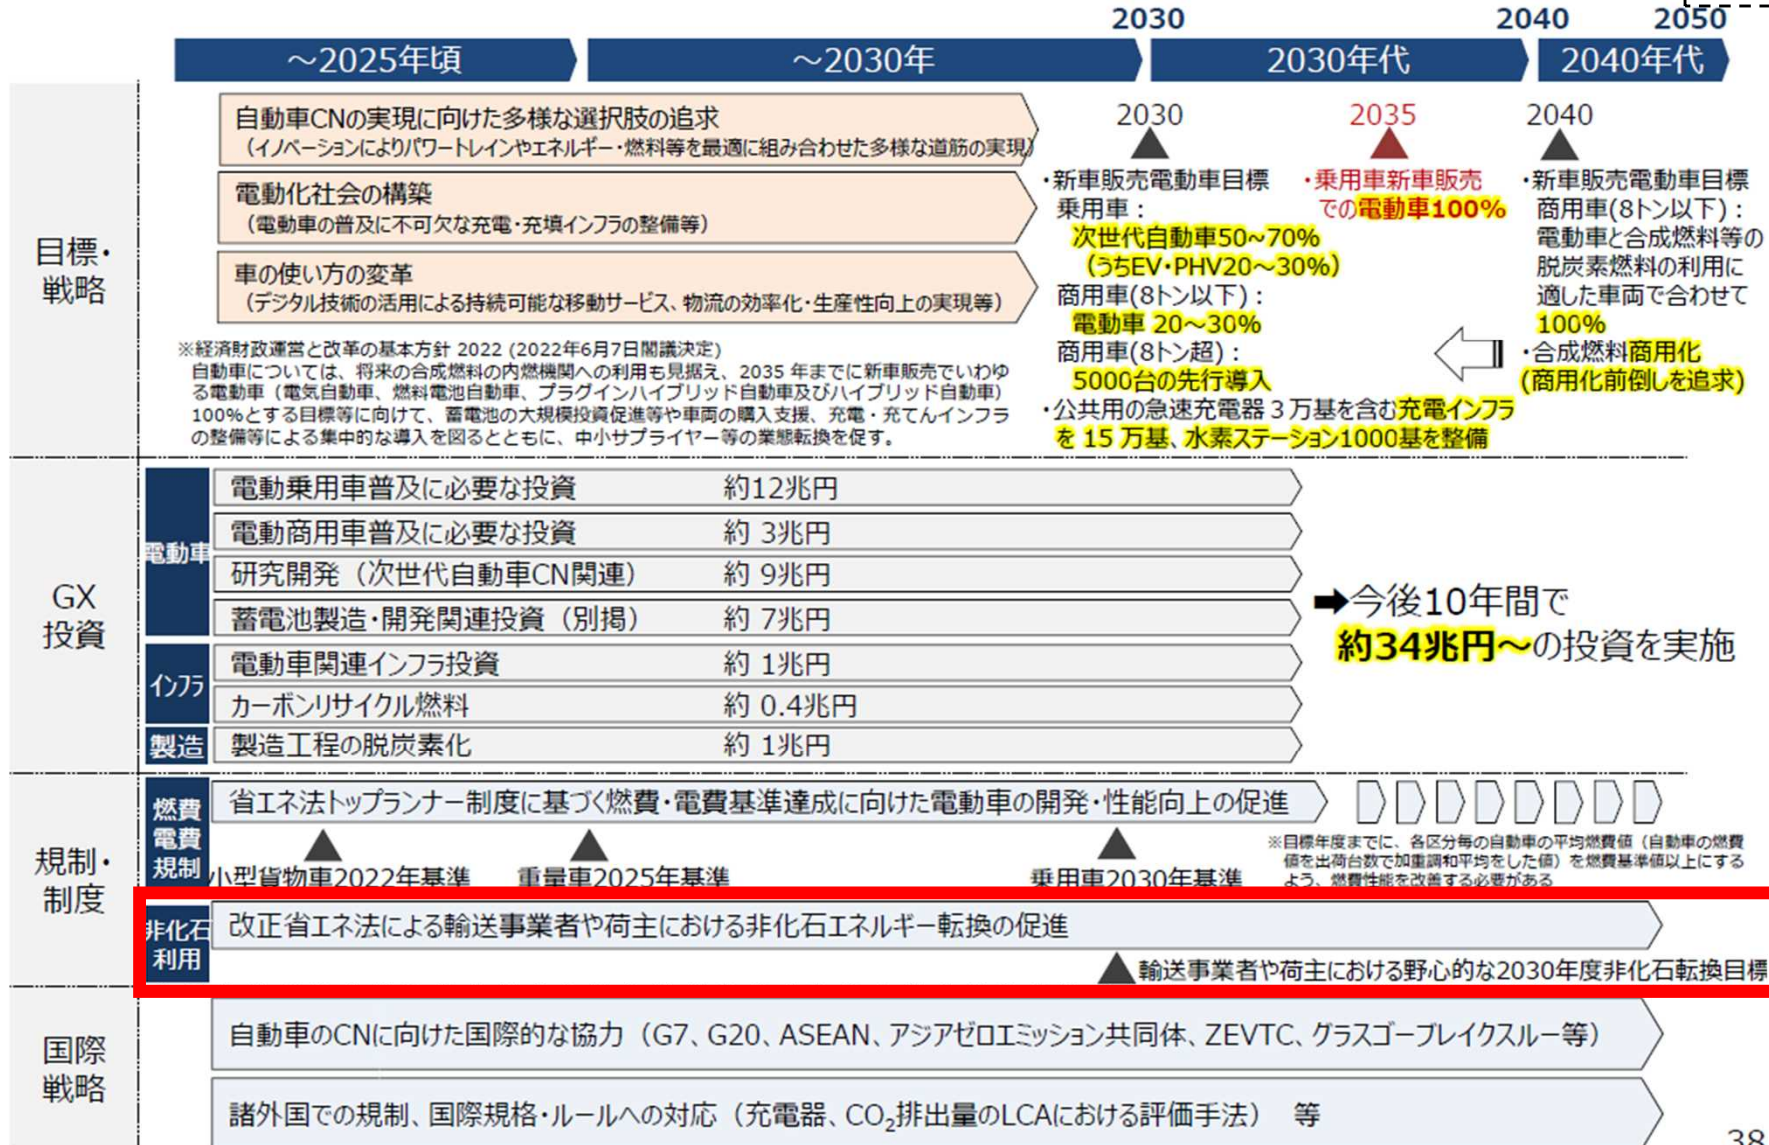 2030 2040 2050
～2025年頃 ～2030年 2030年代 2040年代
目標・
戦略
自動車CNの実現に向けた多様な選択肢の追求
（イノベーションによりパワートレインやエネルギー・燃料等を最適に組み合わせた多様な道筋の実現）
電動化社会の構築
（電動車の普及に不可欠な充電・充填インフラの整備等）
車の使い方の変革
（デジタル技術の活用による持続可能な移動サービス、物流の効率化・生産性向上の実現等）
※経済財政運営と改革の基本方針 2022 (2022年6月7日閣議決定)
自動車については、将来の合成燃料の内燃機関への利用も見据え、2035 年までに新車販売でいわゆ
る電動車（電気自動車、燃料電池自動車、プラグインハイブリッド自動車及びハイブリッド自動車）
100%とする目標等に向けて、蓄電池の大規模投資促進等や車両の購入支援、充電・充てんインフラ
の整備等による集中的な導入を図るとともに、中小サプライヤー等の業態転換を促す。
2030
・新車販売電動車目標
乗用車：
次世代自動車50~70%
（うちEV・PHV20～30%）
商用車(8トン以下)：
電動車 20～30%
商用車(8トン超)：
5000台の先行導入
・公共用の急速充電器３万基を含む充電インフラ
を 15 万基、水素ステーション1000基を整備
2035
・乗用車新車販売
での電動車100%
2040
・新車販売電動車目標
商用車(8トン以下)：
電動車と合成燃料等の
脱炭素燃料の利用に
適した車両で合わせて
100%
・合成燃料商用化
(商用化前倒しを追求)
GX
投資
電動車
電動乗用車普及に必要な投資 約12兆円
電動商用車普及に必要な投資 約 3兆円
研究開発（次世代自動車CN関連） 約 9兆円
蓄電池製造・開発関連投資（別掲） 約 7兆円
インフラ
電動車関連インフラ投資 約 1兆円
カーボンリサイクル燃料 約 0.4兆円
製造
製造工程の脱炭素化 約 1兆円
➡今後10年間で
約34兆円～の投資を実施
規制・
制度
燃費
電費
規制
省エネ法トップランナー制度に基づく燃費・電費基準達成に向けた電動車の開発・性能向上の促進
小型貨物車2022年基準 重量車2025年基準 乗用車2030年基準
※目標年度までに、各区分毎の自動車の平均燃費値（自動車の燃費
値を出荷台数で加重調和平均をした値）を燃費基準値以上にする
よう、燃費性能を改善する必要がある
非化石
利用
改正省エネ法による輸送事業者や荷主における非化石エネルギー転換の促進
輸送事業者や荷主における野心的な2030年度非化石転換目標
国際
戦略
自動車のCNに向けた国際的な協力（G7、G20、ASEAN、アジアゼロエミッション共同体、ZEVTC、グラスゴーブレイクスルー等）
諸外国での規制、国際規格・ルールへの対応（充電器、CO₂排出量のLCAにおける評価手法） 等
38